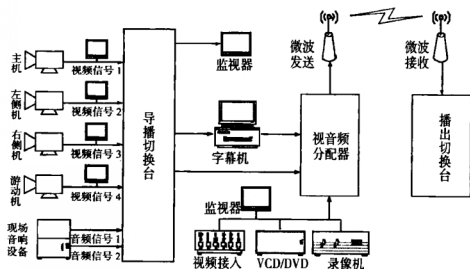 主机
视频信号1
左侧机
视频信号2
右侧机
视频信号3
游动机
视频信号4
现场音响设备
音频信号1
音频信号2
导播切换台
监视器
字幕机
视音频
分配器
微波
发送
微波
接收
播出切换台
监视器
视频接入
VCD/DVD
录像机